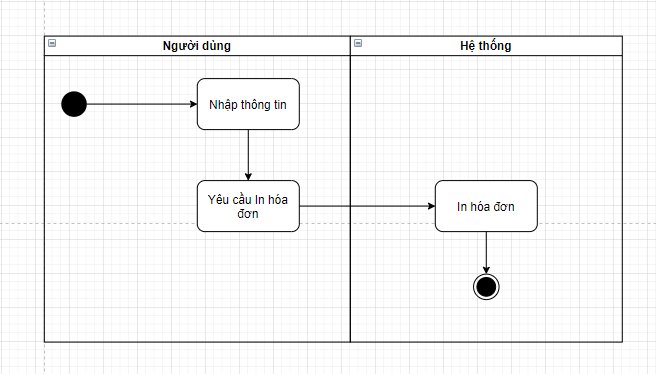 Người dùng
Hệ thống
Nhập thông tin
Yêu cầu In hóa
đơn
In hóa đơn